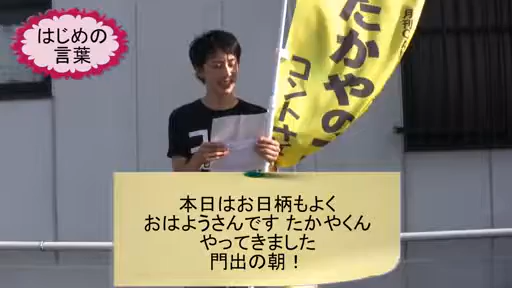 はじめの
言葉
たかやの
コント
本日はお日柄もよく
おはようさんです たかやくん
やってきました
門出の朝！